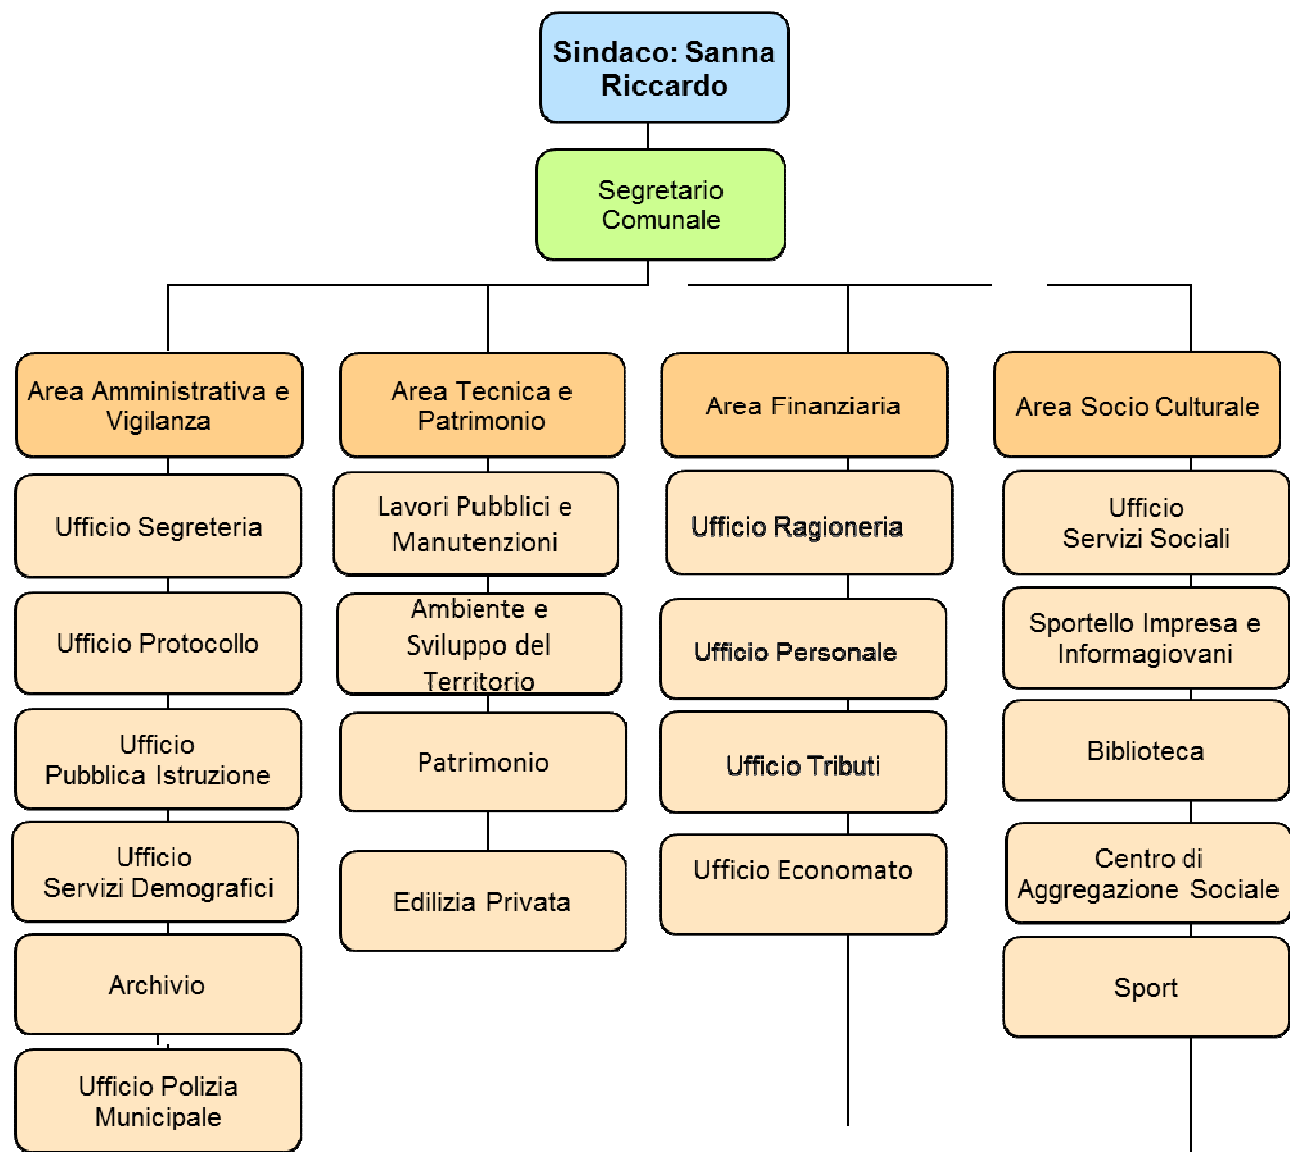 Sindaco: Sanna
Riccardo
Segretario
Comunale
Area Amministrativa e
Vigilanza
Ufficio Segreteria
Ufficio Protocollo
Ufficio
Pubblica Istruzione
Ufficio
Servizi Demografici
Archivio
Ufficio Polizia
Municipale
Area Tecnica e
Patrimonio
Lavori Pubblici e
Manutenzioni
Ambiente e
Sviluppo del
Territorio
Patrimonio
Edilizia Privata
Area Finanziaria
Ufficio Ragioneria
Ufficio Personale
Ufficio Tributi
Ufficio Economato
Area Socio Culturale
Ufficio
Servizi Sociali
Sportello Impresa e
Informagiovani
Biblioteca
Centro di
Aggregazione Sociale
Sport